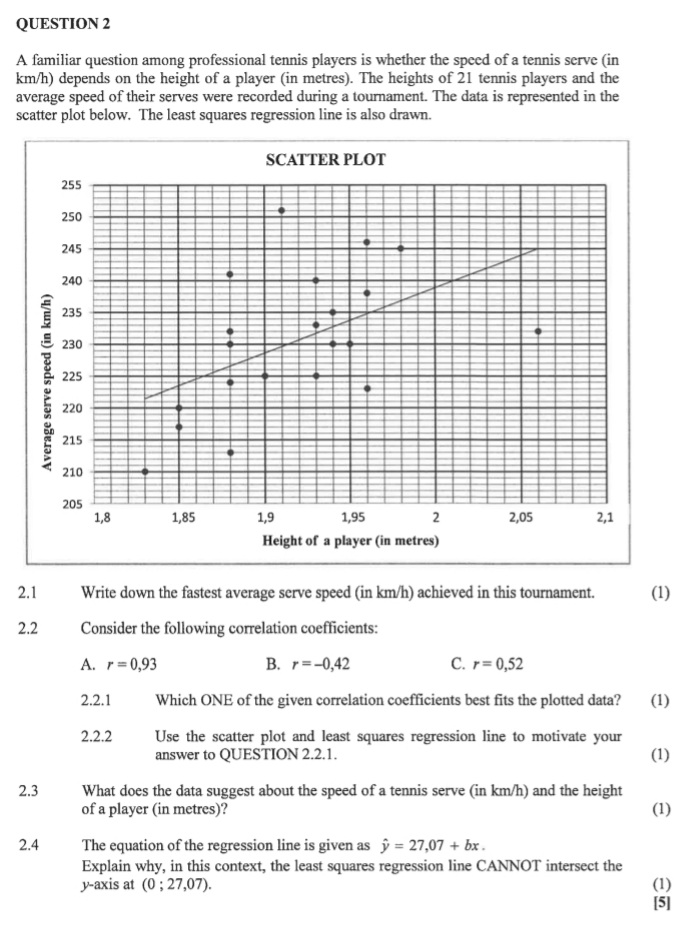 QUESTION 2
A familiar question among professional tennis players is whether the speed of a tennis serve (in
km/h) depends on the height of a player (in metres). The heights of 21 tennis players and the
average speed of their serves were recorded during a tournament. The data is represented in the
scatter plot below. The least squares regression line is also drawn.
SCATTER PLOT
255
250
245
240
235
230
225
220
215
210
205
Average serve speed (in km/h)
1,8 1,85 1,9 1,95 2 2,05 2,1
Height of a player (in metres)
2.1 Write down the fastest average serve speed (in km/h) achieved in this tournament. (1)
2.2 Consider the following correlation coefficients:
A. r = 0,93 B. r = –0,42 C. r = 0,52
2.2.1 Which ONE of the given correlation coefficients best fits the plotted data? (1)
2.2.2 Use the scatter plot and least squares regression line to motivate your
answer to QUESTION 2.2.1. (1)
2.3 What does the data suggest about the speed of a tennis serve (in km/h) and the height
of a player (in metres)? (1)
2.4 The equation of the regression line is given as ŷ = 27,07 + bx .
Explain why, in this context, the least squares regression line CANNOT intersect the
y-axis at (0 ; 27,07). (1)
[5]